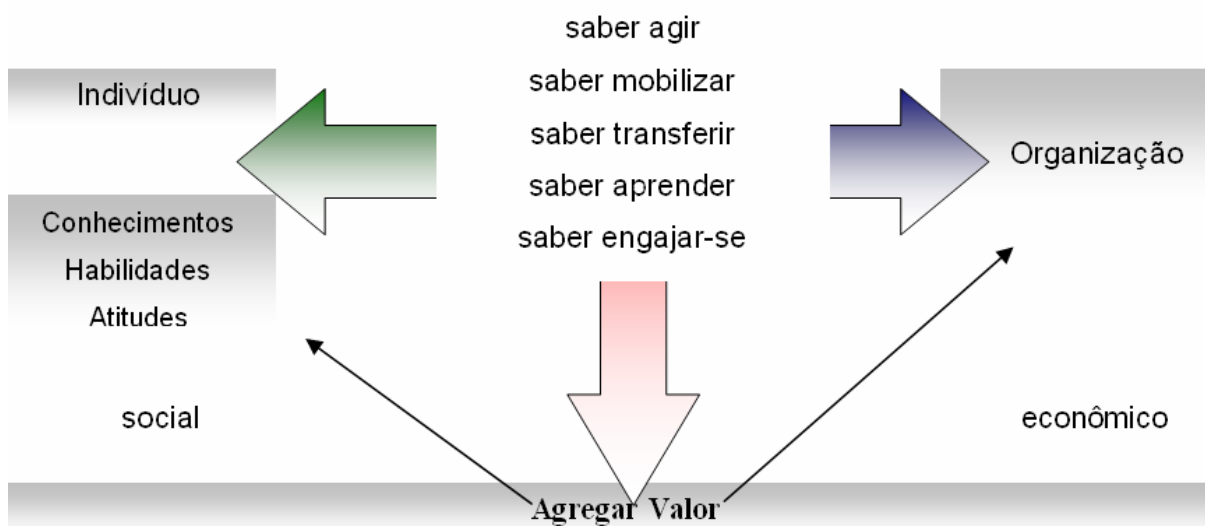 saber agir
saber mobilizar
saber transferir
saber aprender
saber engajar-se
Indivíduo
Conhecimentos
Habilidades
Atitudes
social
Organização
econômico
Agregar Valor